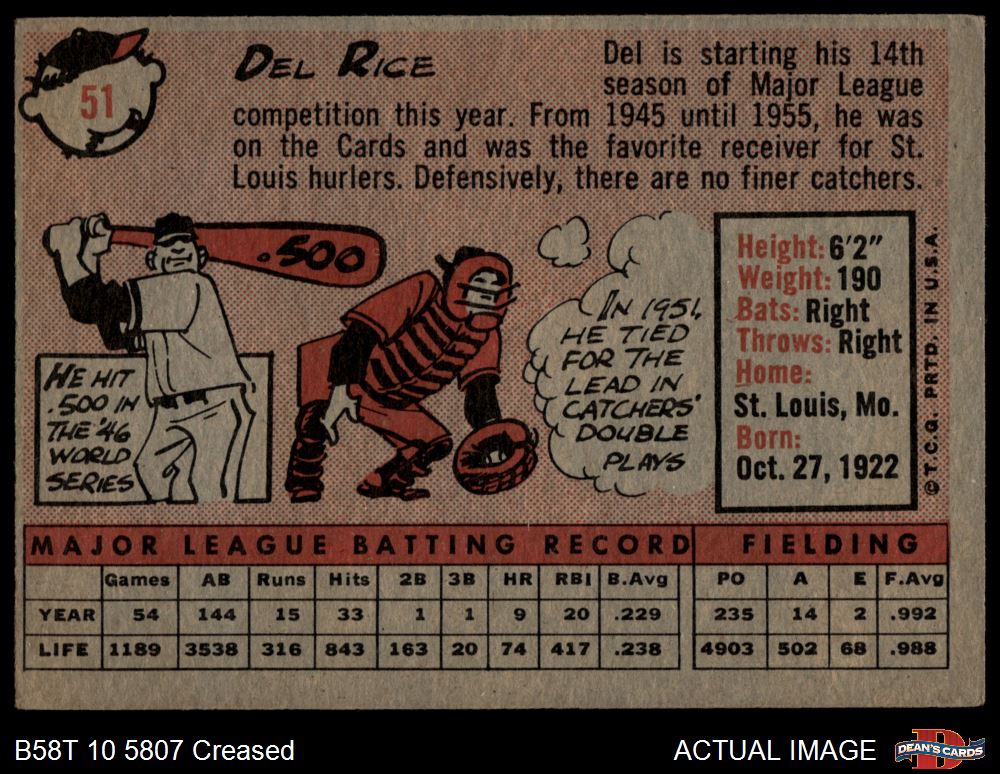 51
DEL RICE
Del is starting his 14th
season of Major League
competition this year. From 1945 until 1955, he was
on the Cards and was the favorite receiver for St.
Louis hurlers. Defensively, there are no finer catchers.
.500
HE HIT
.500 IN
THE '46
WORLD
SERIES
IN 1951,
HE TIED
FOR THE
LEAD IN
CATCHERS'
DOUBLE
PLAYS
Height: 6'2"
Weight: 190
Bats: Right
Throws: Right
Home:
St. Louis, Mo.
Born:
Oct. 27, 1922
© T.C.G. PRTD. IN U.S.A.
MAJOR LEAGUE BATTING RECORD FIELDING
Games AB Runs Hits 2B 3B HR RBI B.Avg PO A E F.Avg
YEAR 54 144 15 33 1 1 9 20 .229 235 14 2 .992
LIFE 1189 3538 316 843 163 20 74 417 .238 4903 502 68 .988
B58T 10 5807 Creased
ACTUAL IMAGE
D
DEAN'S CARDS